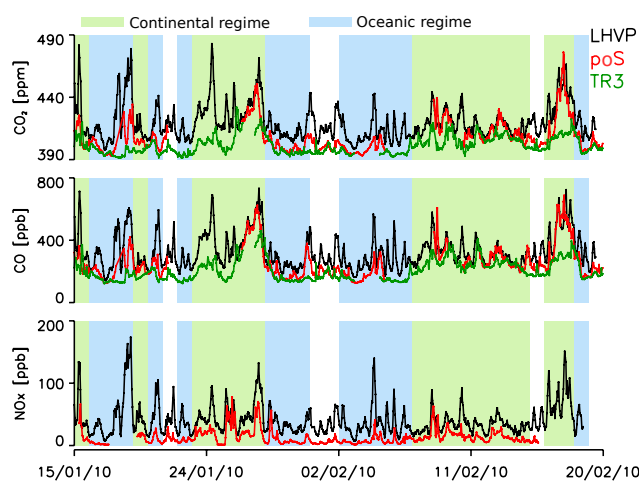 Continental regime Oceanic regime
LHVP
poS
TR3
CO₂ [ppm]
490
440
390
CO [ppb]
800
400
0
NOx [ppb]
200
100
0
15/01/10 24/01/10 02/02/10 11/02/10 20/02/10